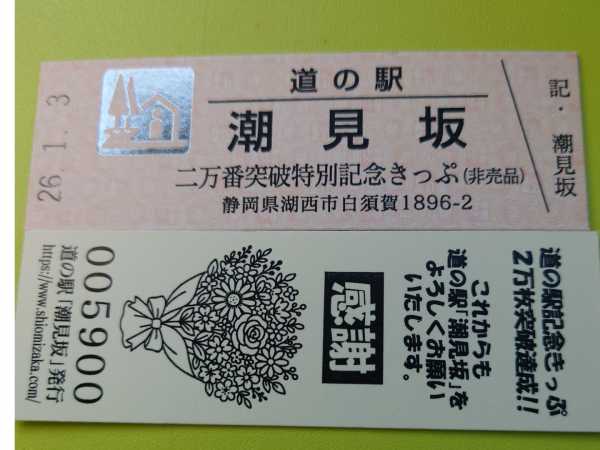 26.1.3
道の駅
潮見坂
二万番突破特別記念きっぷ(非売品)
静岡県湖西市白須賀1896-2
記・潮見坂
道の駅記念きっぷ
2万枚突破達成!!
これからも
道の駅「潮見坂」を
よろしくお願い
いたします。
感謝
005900
道の駅「潮見坂」発行
https://www.shiomizaka.com/